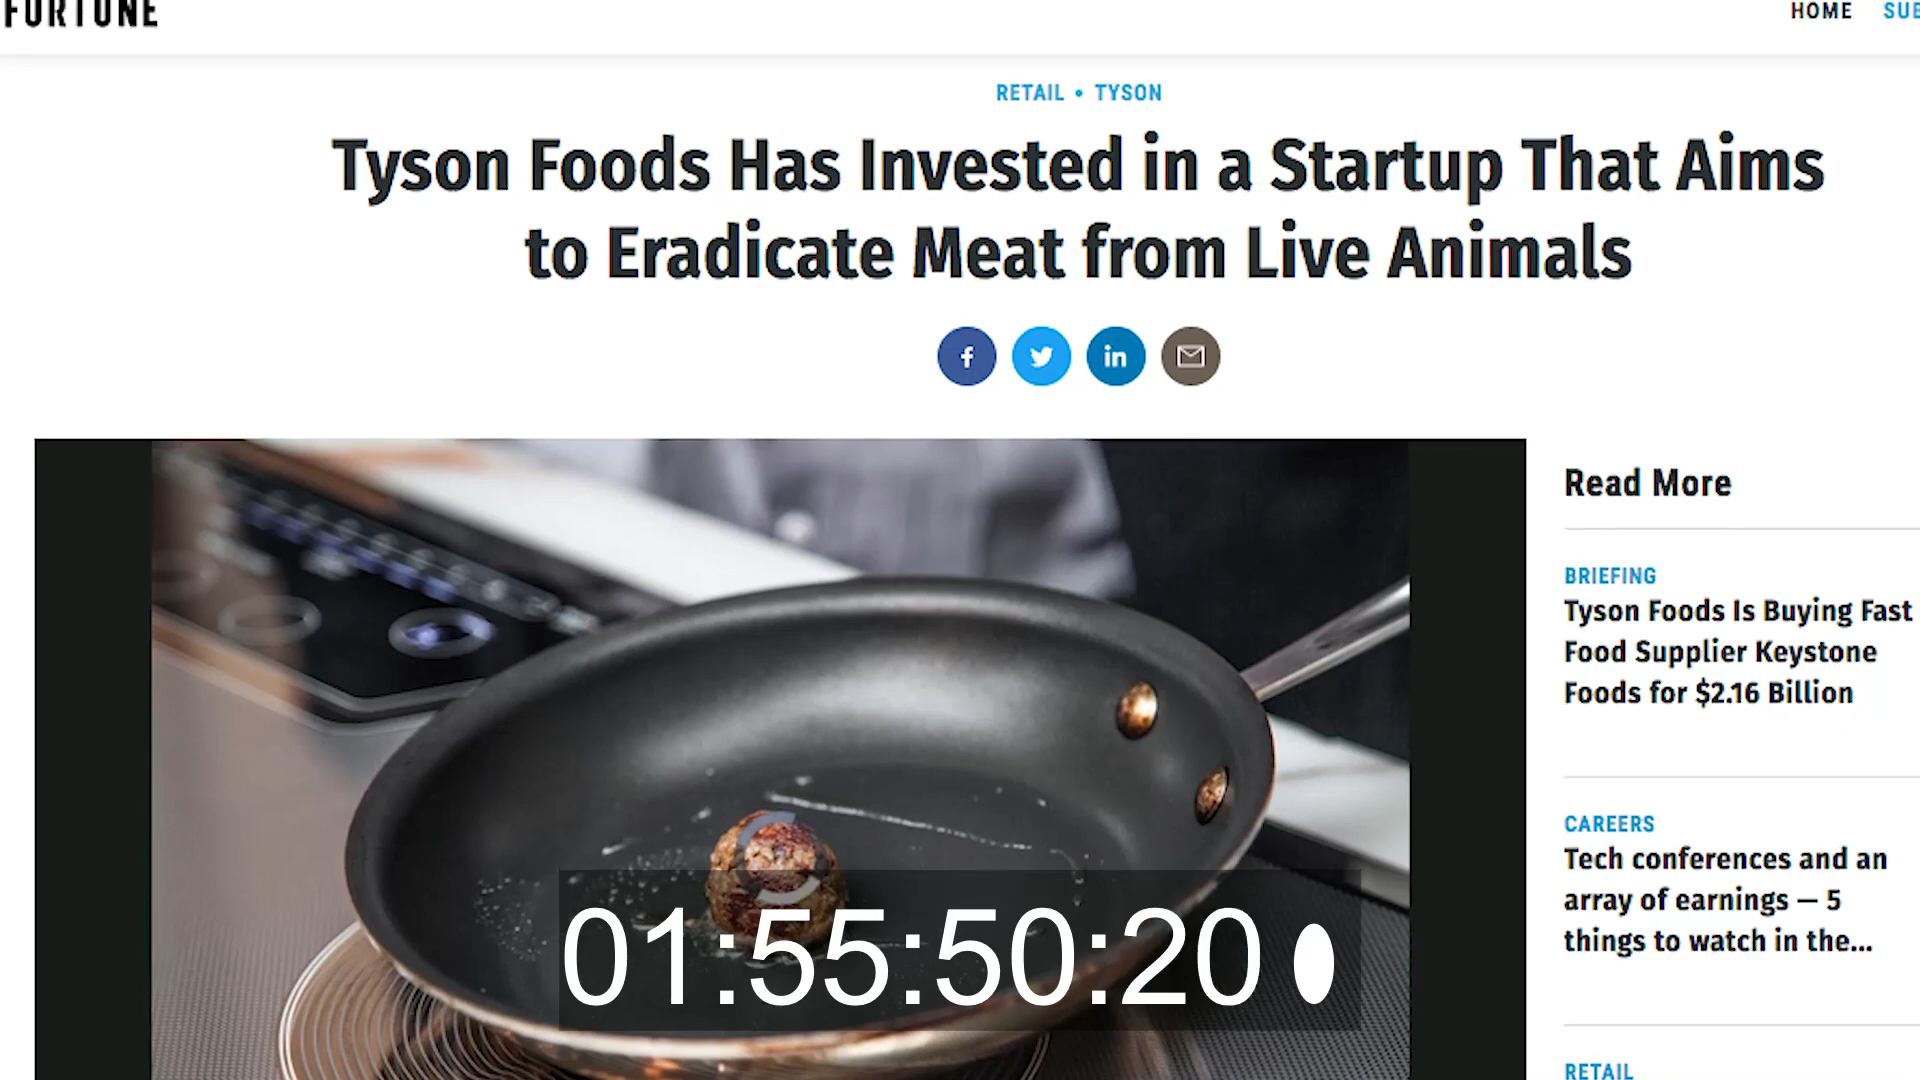 FORTUNE
HOME
RETAIL • TYSON
Tyson Foods Has Invested in a Startup That Aims
to Eradicate Meat from Live Animals
f
in
Read More
BRIEFING
Tyson Foods Is Buying Fast
Food Supplier Keystone
Foods for $2.16 Billion
CAREERS
Tech conferences and an
array of earnings — 5
things to watch in the...
01:55:50:20
RETAIL